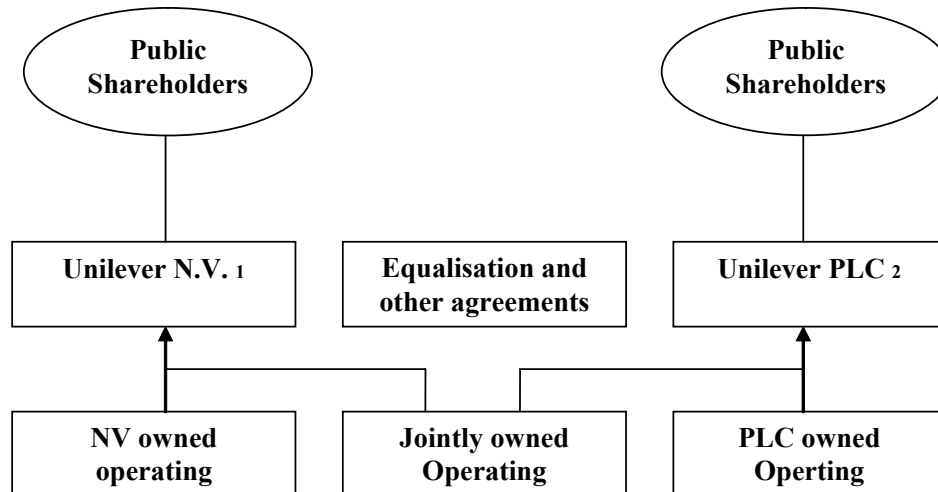 Public
Shareholders
Public
Shareholders
Unilever N.V. 1
Equalisation and
other agreements
Unilever PLC 2
NV owned
operating
Jointly owned
Operating
PLC owned
Operting